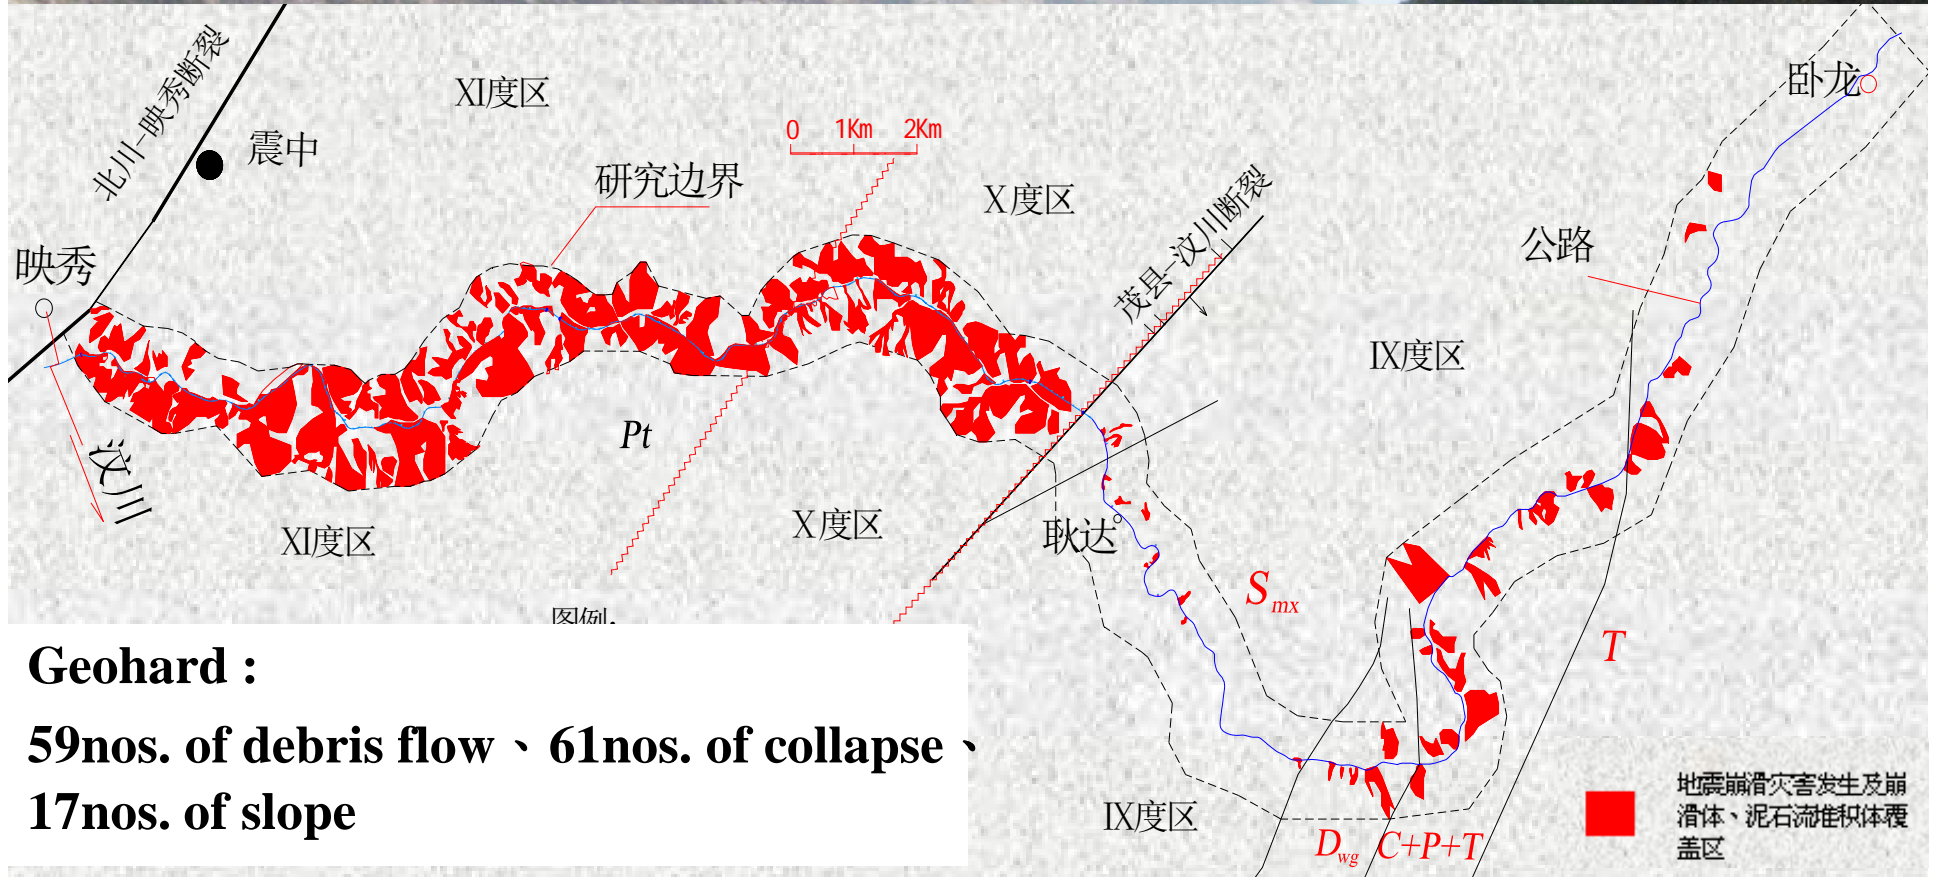 北川-映秀断裂
震中
XI度区
0 1Km 2Km
研究边界
X度区
茂县-汶川断裂
卧龙
公路
映秀
IX度区
汶川
Pt
XI度区
X度区
耿达
S mx
T
图例:
Geohard :
59nos. of debris flow、61nos. of collapse、
17nos. of slope
IX度区
D wg
C+P+T
地震崩滑灾害发生及崩
滑体、泥石流堆积体覆
盖区